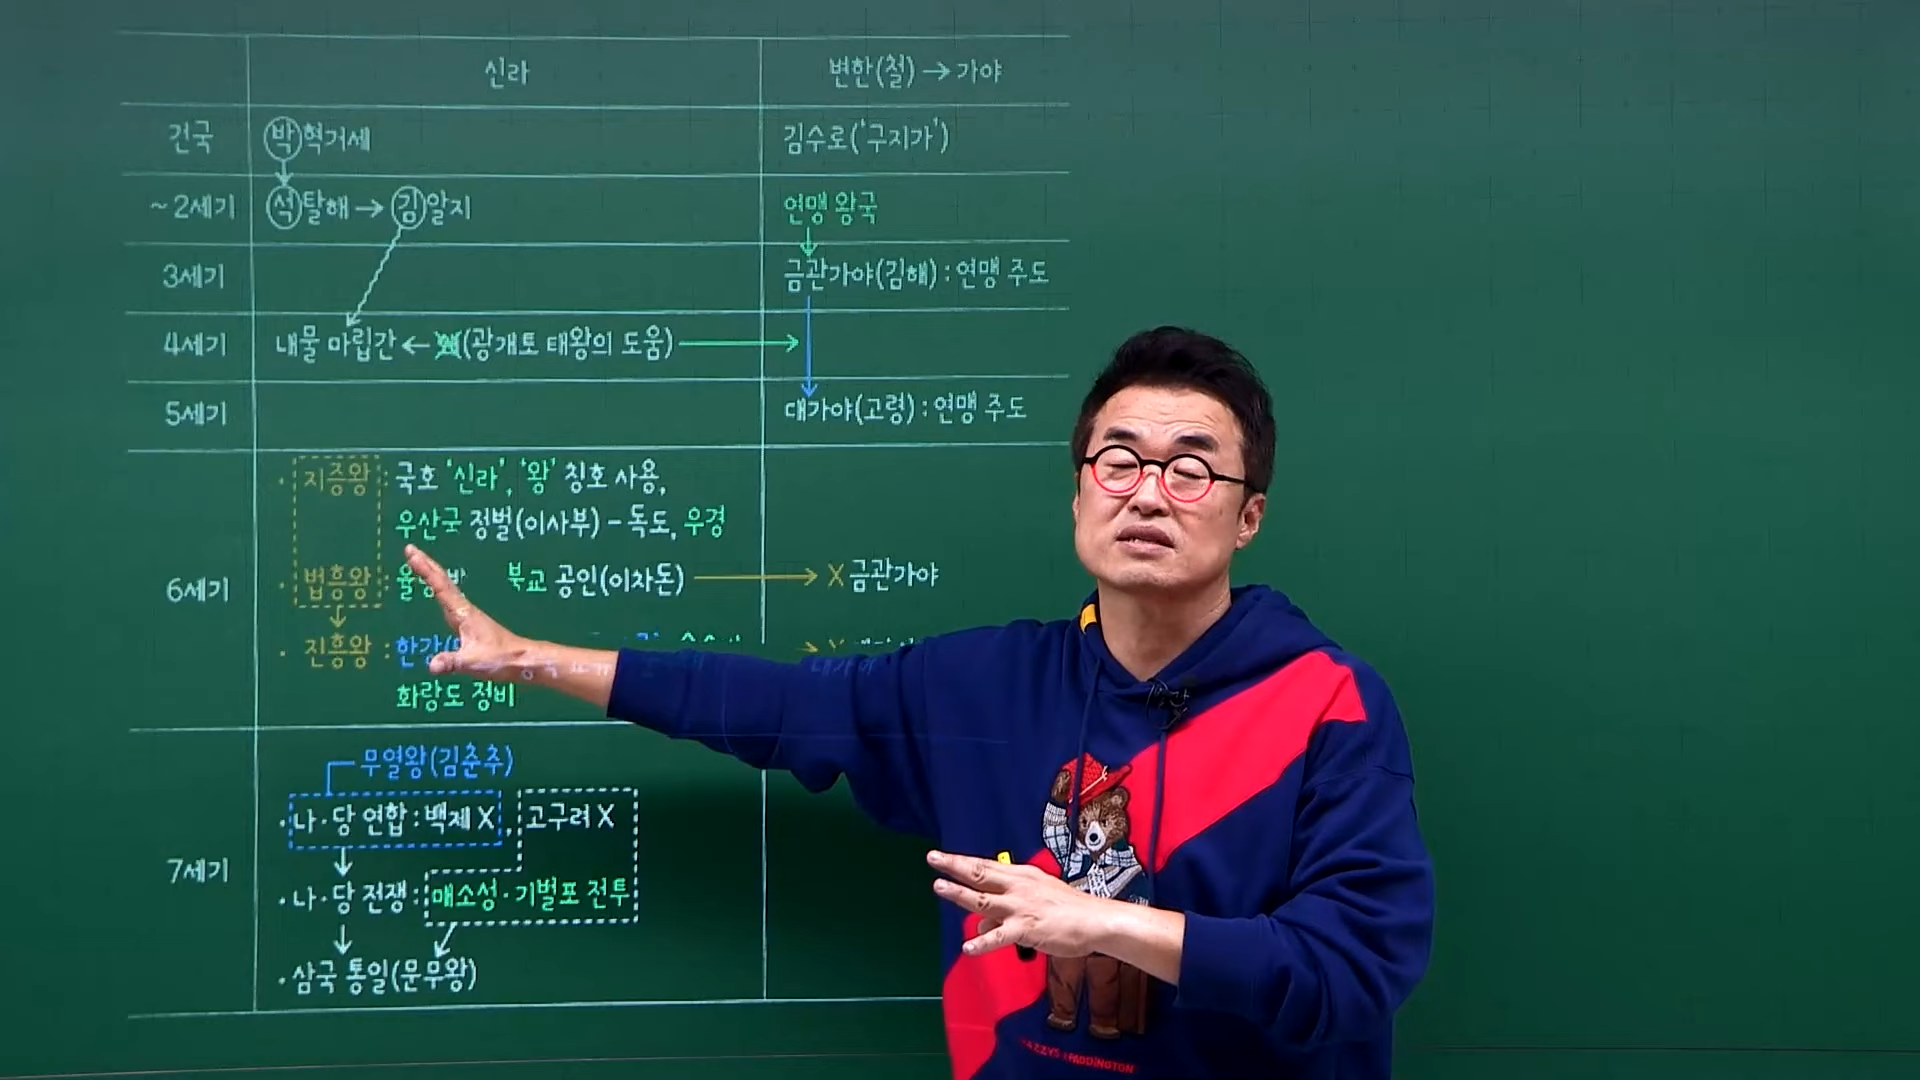 신라
변한(철) → 가야
건국
박혁거세
김수로('구지가')
~2세기
석탈해 → 김알지
연맹 왕국
3세기
금관가야(김해) : 연맹 주도
4세기
내물 마립간 ← (광개토 태왕의 도움)
5세기
대가야(고령) : 연맹 주도
6세기
· 지증왕 : 국호 '신라', '왕' 칭호 사용,
우산국 정벌(이사부) - 독도, 우경
· 법흥왕 : 불교 공인(이차돈) → X 금관가야
· 진흥왕 :
화랑도 정비
7세기
무열왕(김춘추)
· 나·당 연합 : 백제 X, 고구려 X
· 나·당 전쟁 : 매소성·기벌포 전투
· 삼국 통일(문무왕)
PADDINGTON